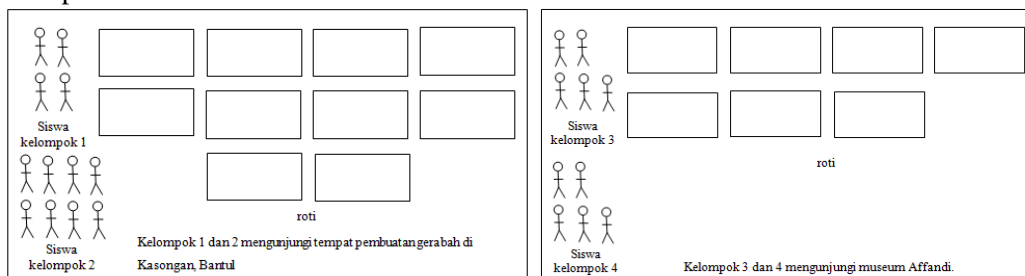 Siswa
kelompok 1
roti
Siswa
kelompok 2
Kelompok 1 dan 2 mengunjungi tempat pembuatan gerabah di
Kasongan, Bantul
Siswa
kelompok 3
roti
Siswa
kelompok 4
Kelompok 3 dan 4 mengunjungi museum Affandi.